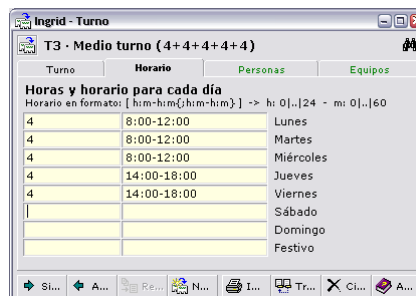 Ingrid - Turno
T3 · Medio turno (4+4+4+4+4)
Turno Horario Personas Equipos
Horas y horario para cada día
Horario en formato: [ h:m-h:m{;h:m-h:m} ] -> h: 0|..|24 - m: 0|..|60
4 8:00-12:00 Lunes
4 8:00-12:00 Martes
4 8:00-12:00 Miércoles
4 14:00-18:00 Jueves
4 14:00-18:00 Viernes
Sábado
Domingo
Festivo
Si... A... Re... N... I... Tr... Ci... A...